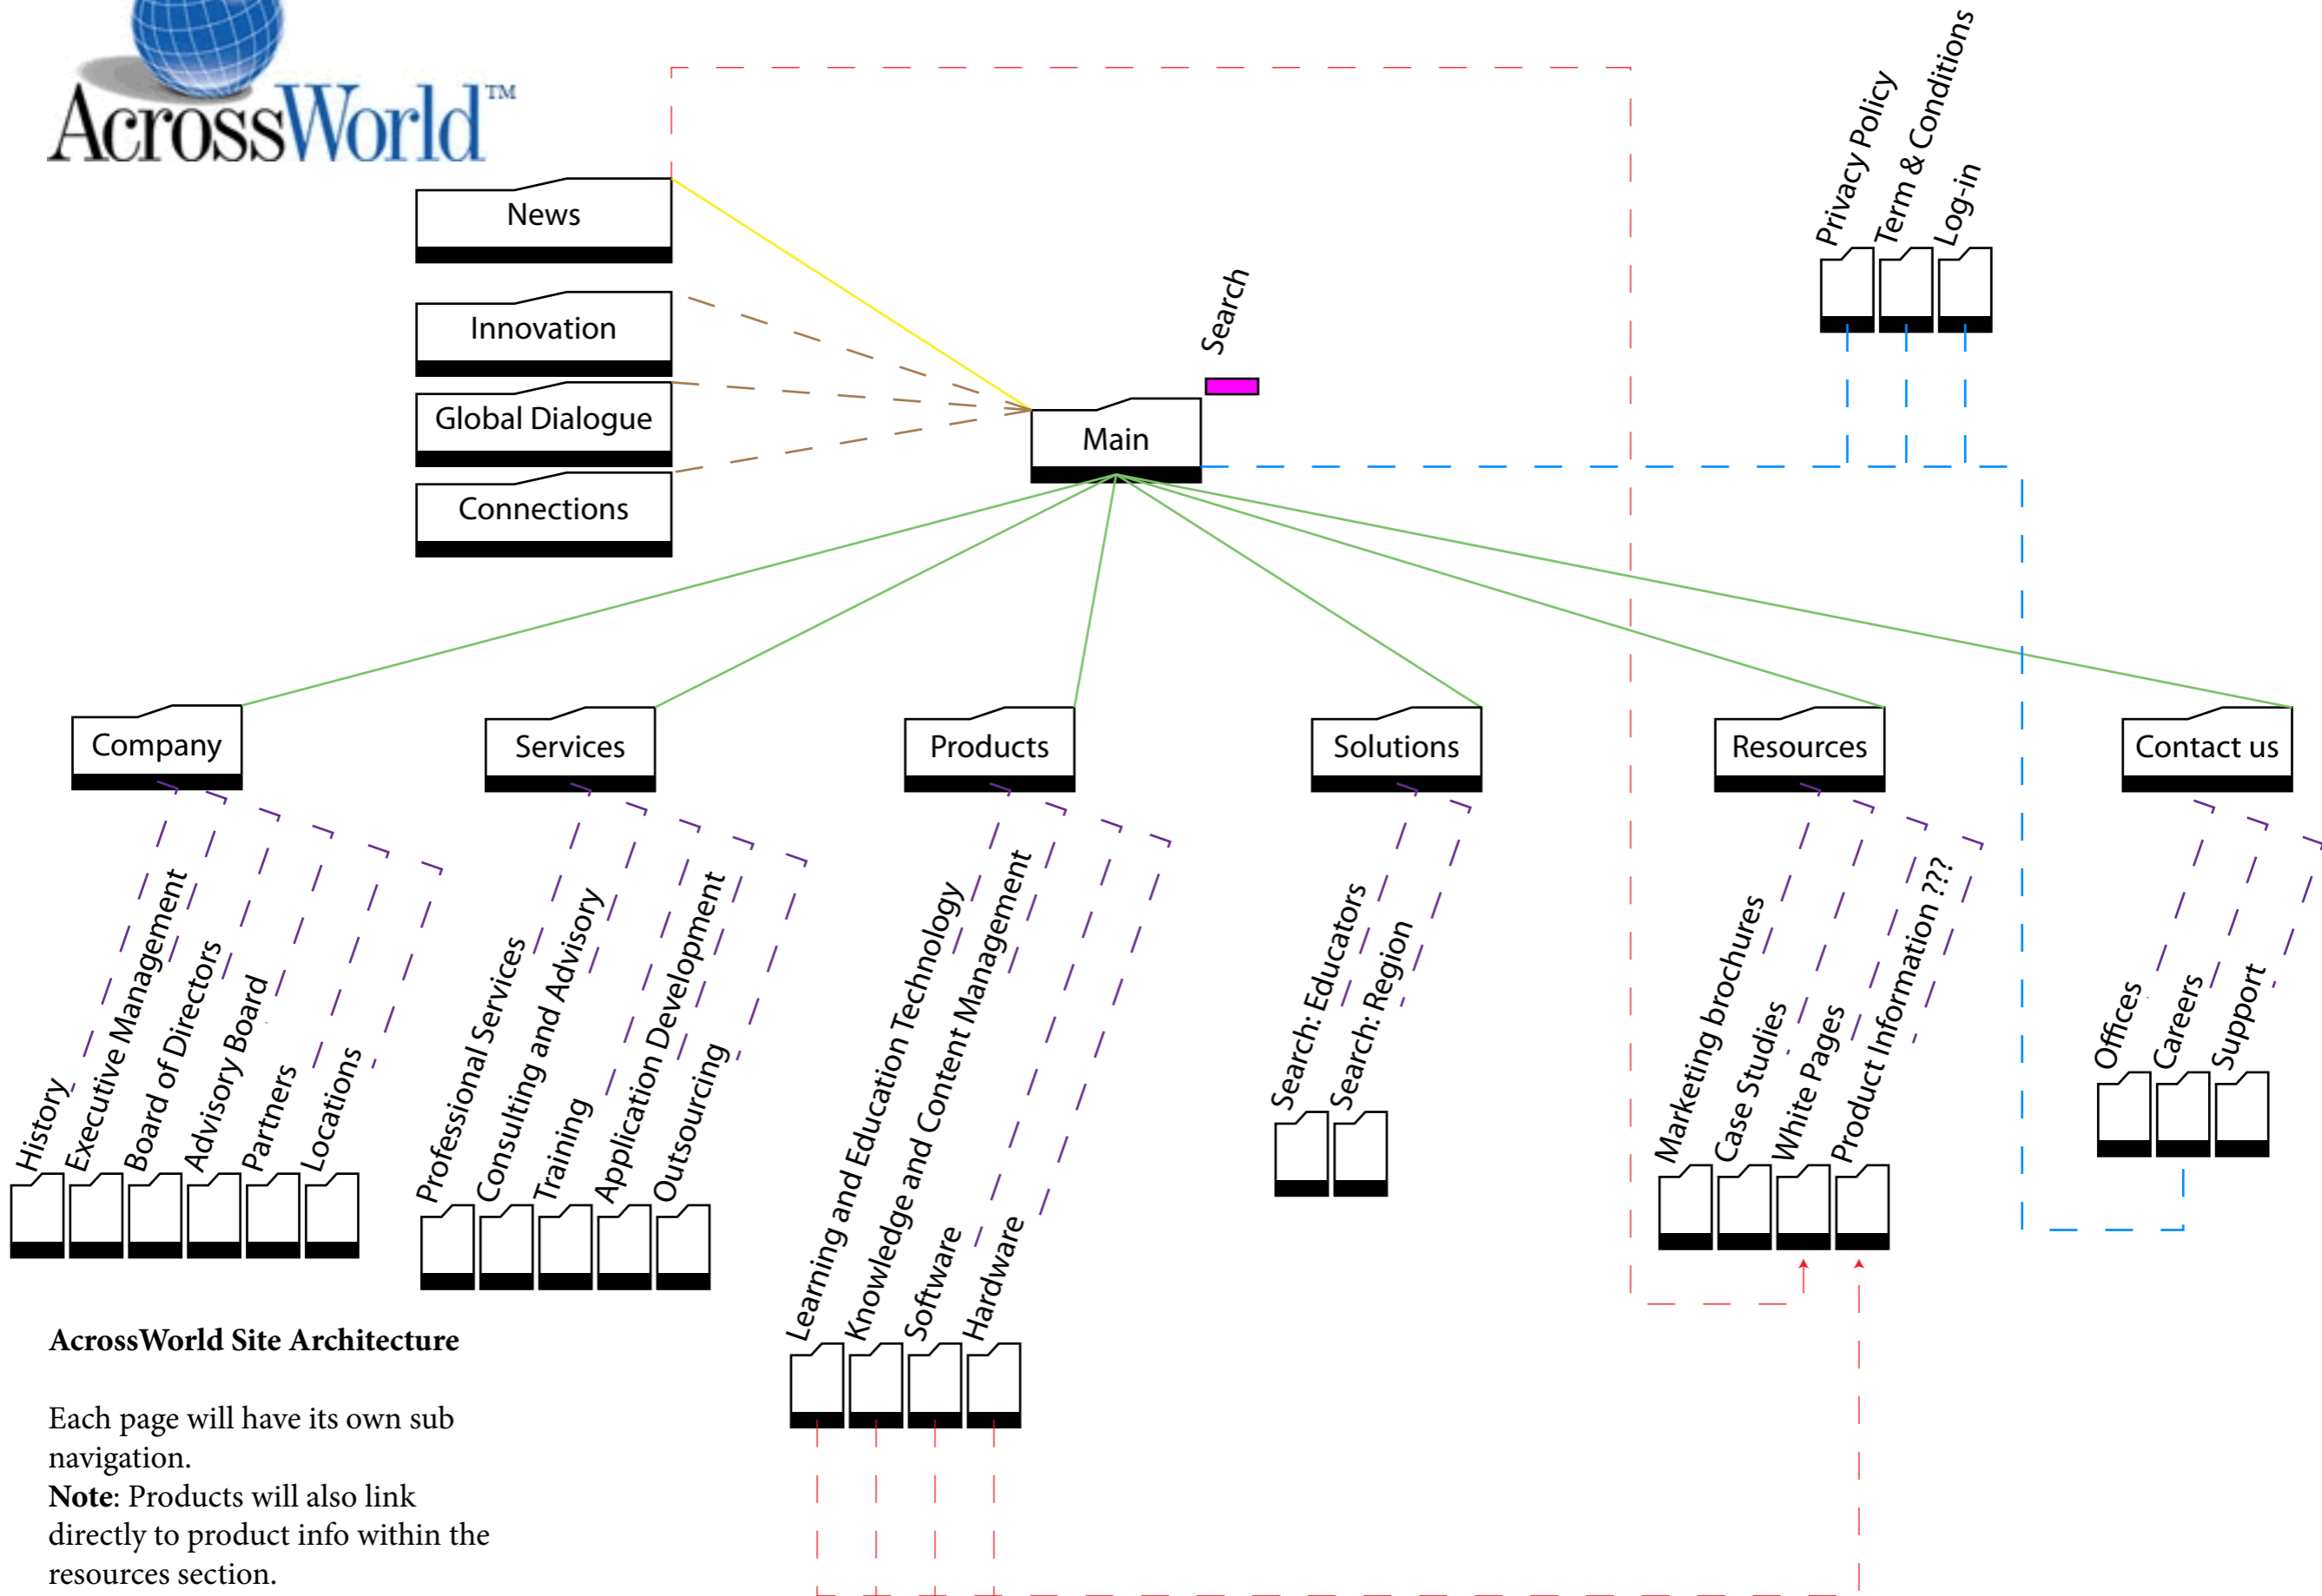 AcrossWorld™
Privacy Policy
Term & Conditions
Log-in
News
Innovation
Global Dialogue
Connections
Search
Main
Company
Services
Products
Solutions
Resources
Contact us
History
Executive Management
Board of Directors
Advisory Board
Partners
Locations
Professional Services
Consulting and Advisory
Training
Application Development
Outsourcing
Learning and Education Technology
Knowledge and Content Management
Software
Hardware
Search: Educators
Search: Region
Marketing brochures
Case Studies
White Pages
Product Information ???
Offices
Careers
Support
AcrossWorld Site Architecture
Each page will have its own sub
navigation.
Note: Products will also link
directly to product info within the
resources section.